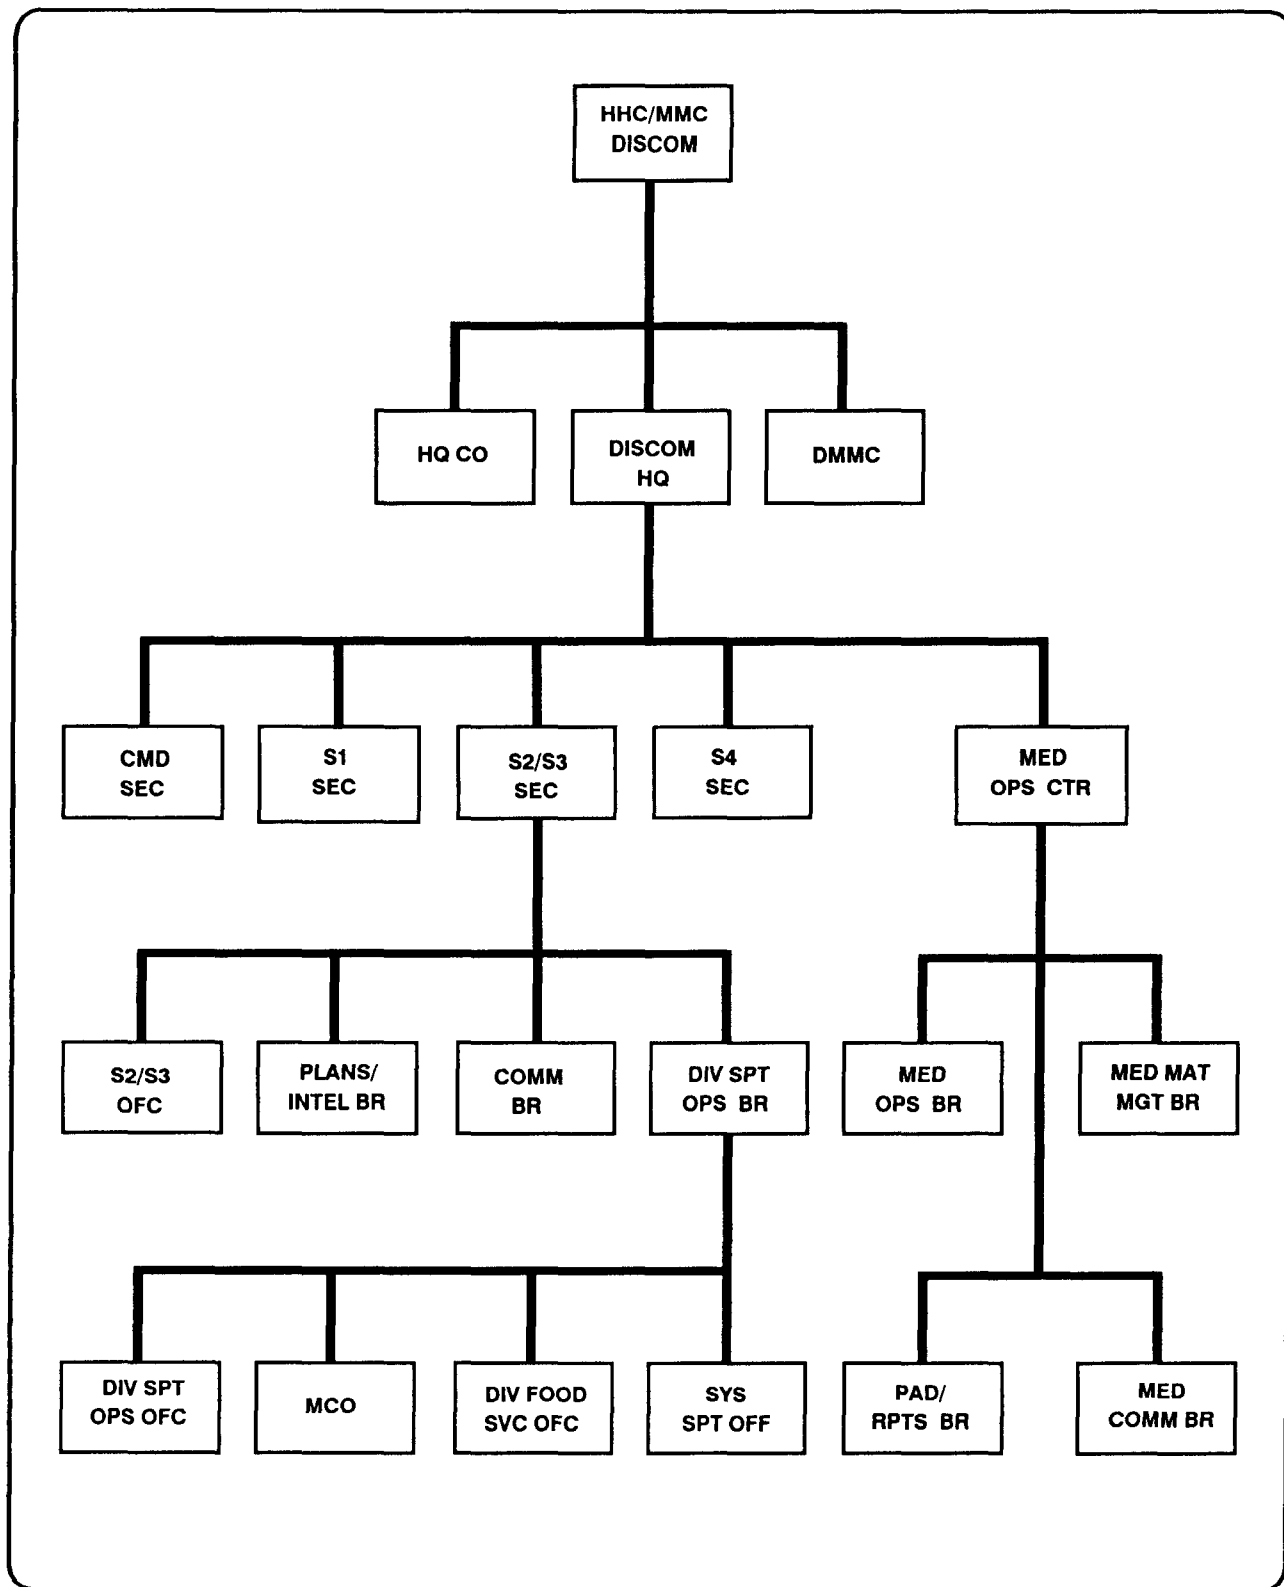 HHC/MMC
DISCOM
HQ CO
DISCOM
HQ
DMMC
CMD
SEC
S1
SEC
S2/S3
SEC
S4
SEC
MED
OPS CTR
S2/S3
OFC
PLANS/
INTEL BR
COMM
BR
DIV SPT
OPS BR
MED
OPS BR
MED MAT
MGT BR
DIV SPT
OPS OFC
MCO
DIV FOOD
SVC OFC
SYS
SPT OFF
PAD/
RPTS BR
MED
COMM BR